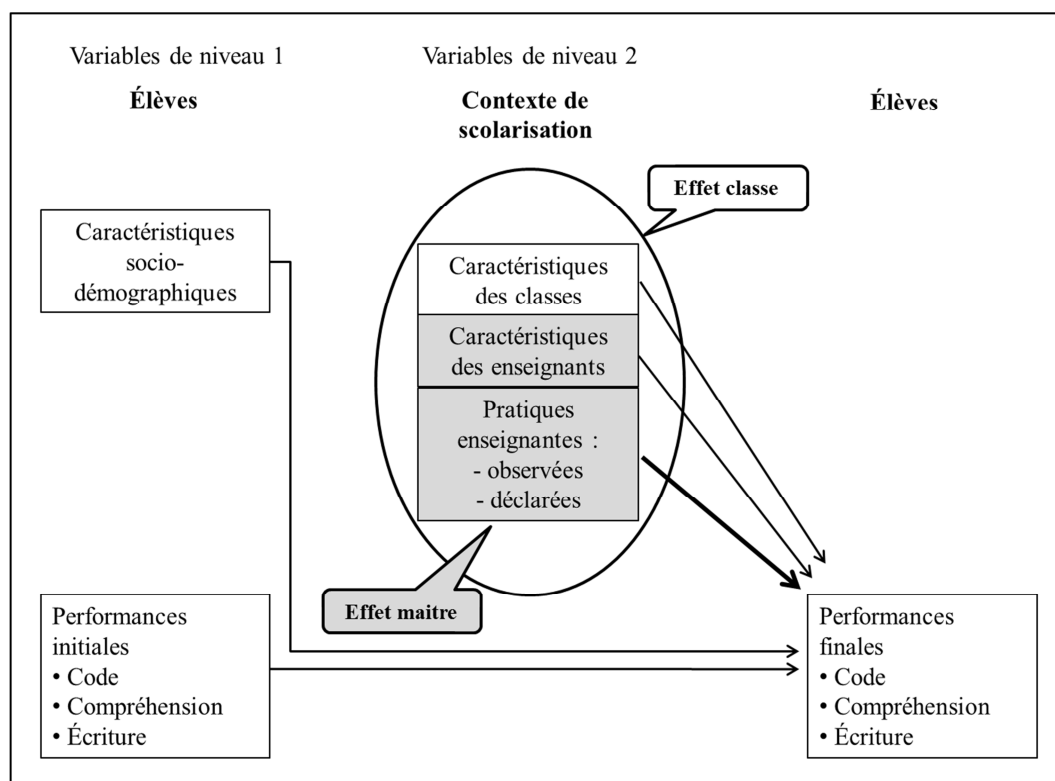 Variables de niveau 1
Élèves
Variables de niveau 2
Contexte de
scolarisation
Élèves
Effet classe
Caractéristiques
socio-
démographiques
Caractéristiques
des classes
Caractéristiques
des enseignants
Pratiques
enseignantes :
- observées
- déclarées
Effet maitre
Performances
initiales
• Code
• Compréhension
• Écriture
Performances
finales
• Code
• Compréhension
• Écriture